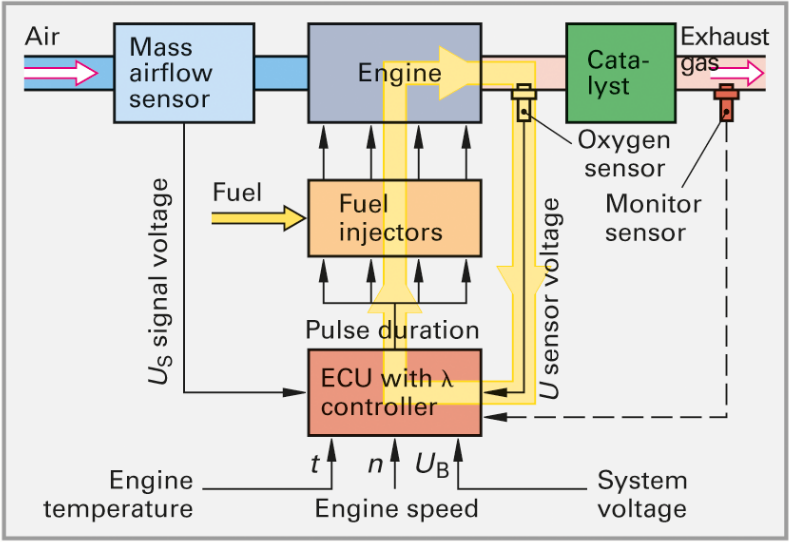 Air
Mass
airflow
sensor
Engine
Cata-
lyst
Exhaust
gas
Oxygen
sensor
Monitor
sensor
Fuel
Fuel
injectors
US signal voltage
U sensor voltage
Pulse duration
ECU with λ
controller
t
n
UB
Engine
temperature
Engine speed
System
voltage